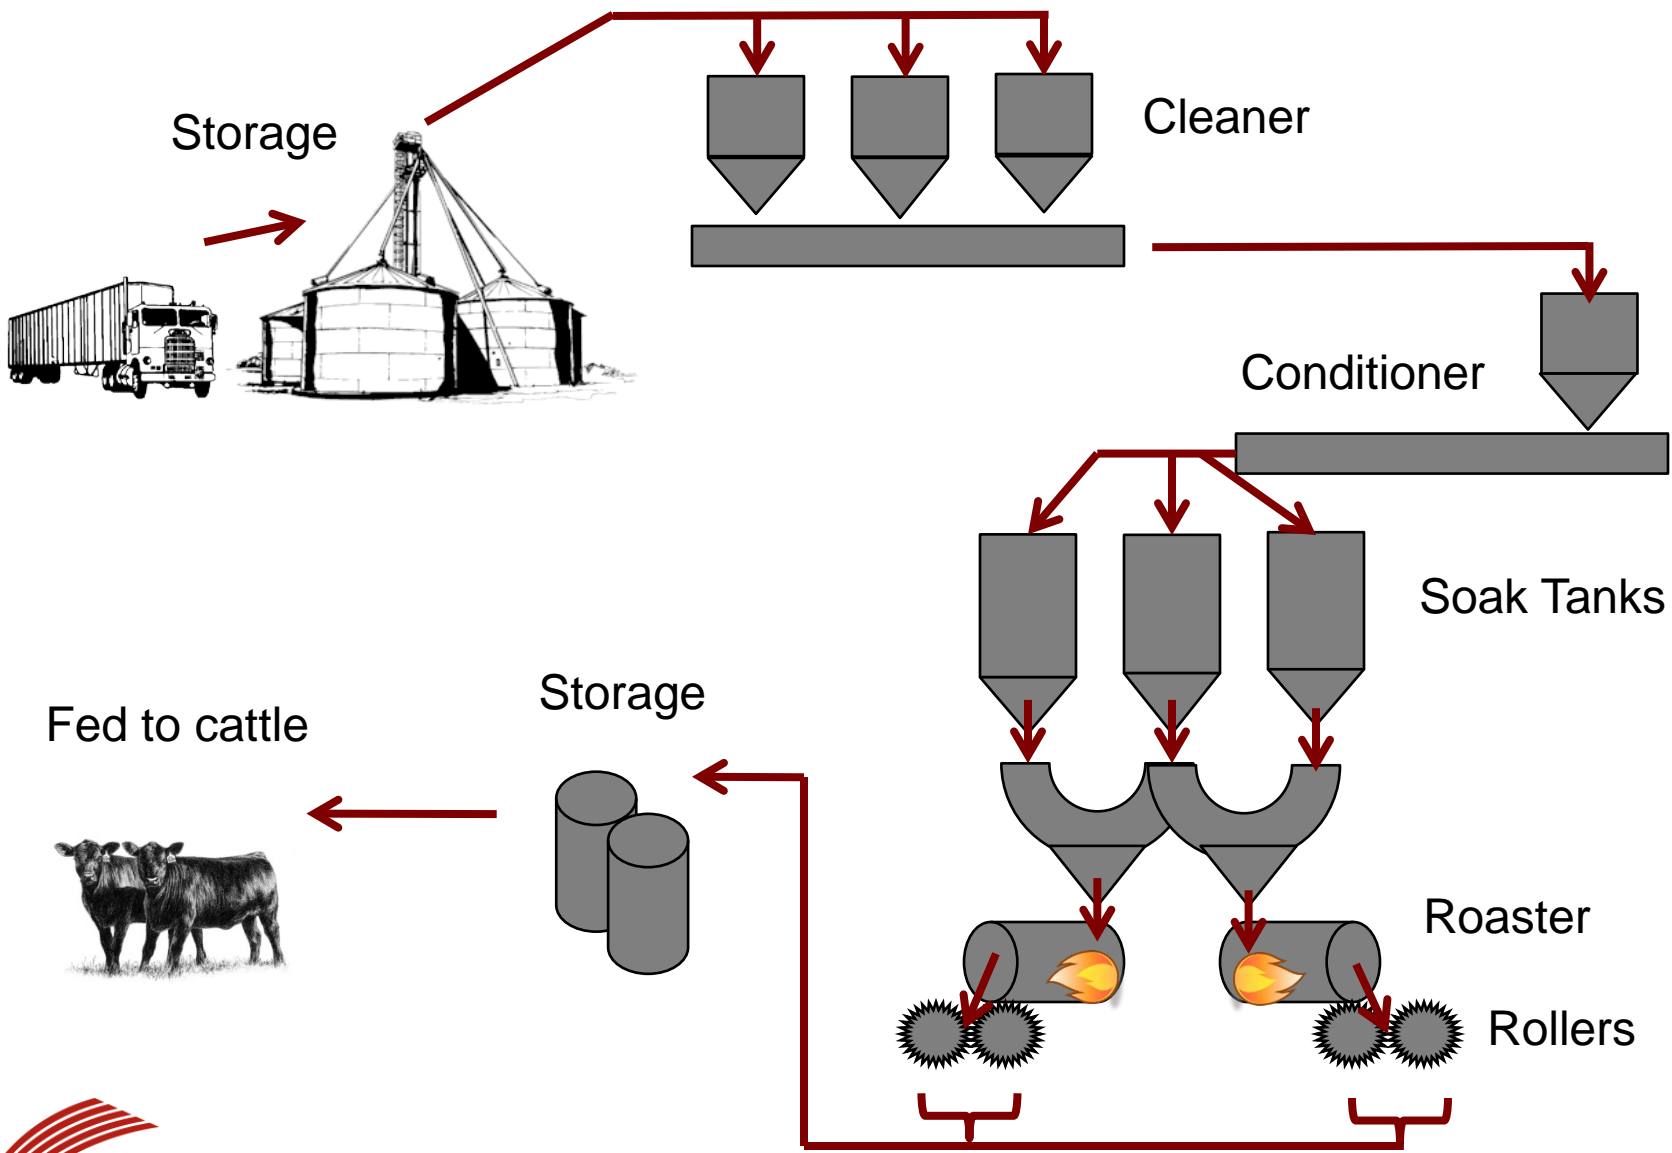 Storage
Cleaner
Conditioner
Soak Tanks
Roaster
Rollers
Storage
Fed to cattle